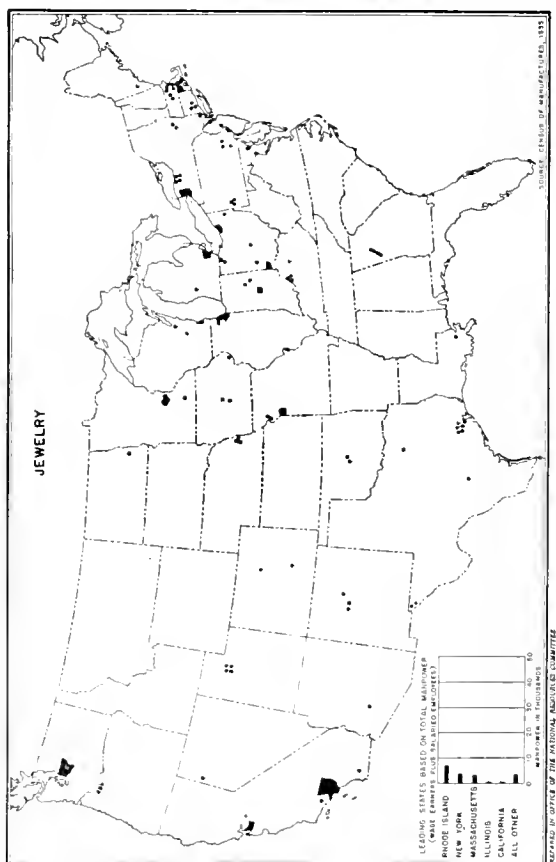 JEWELRY
LEADING STATES BASED ON TOTAL MANPOWER
(WAGE EARNERS PLUS SALARIED EMPLOYEES)
RHODE ISLAND
NEW YORK
MASSACHUSETTS
ILLINOIS
CALIFORNIA
ALL OTHER
0 10 20 30 40 50
MANPOWER IN THOUSANDS
SOURCE: CENSUS OF MANUFACTURES, 1935
PREPARED IN OFFICE OF THE NATIONAL RESOURCES COMMITTEE